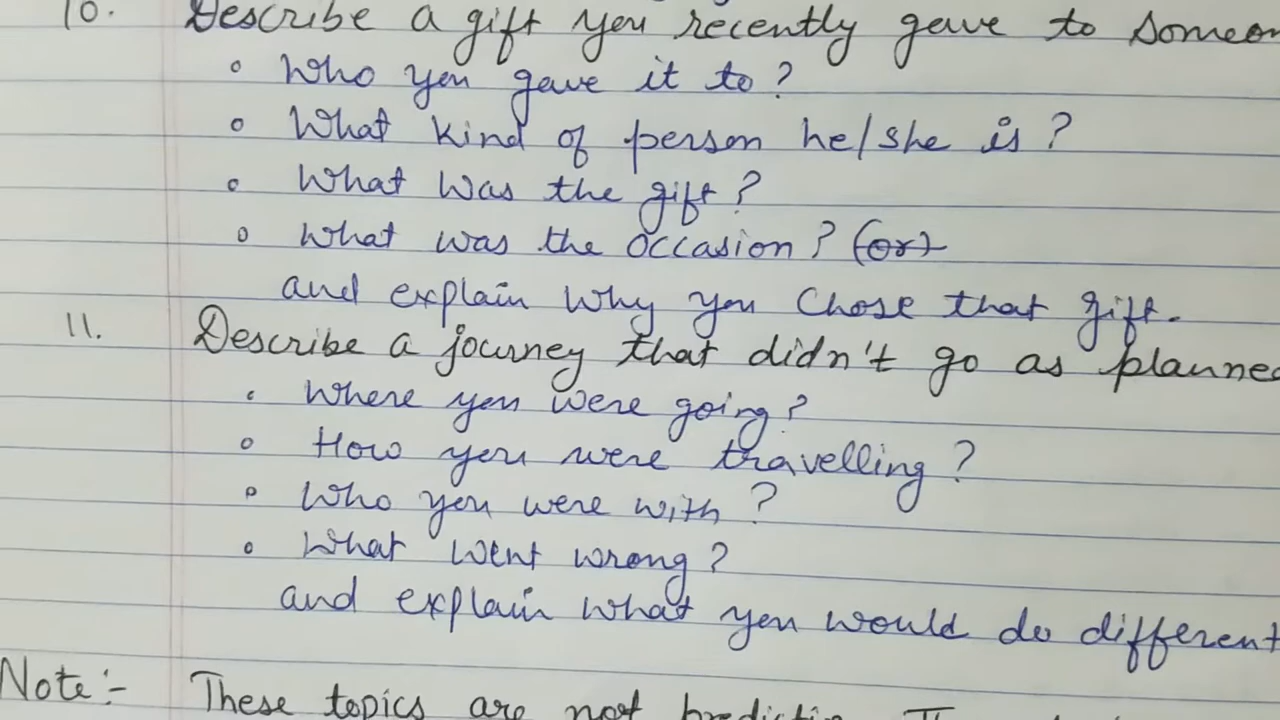 10. Describe a gift you recently gave to someon
• Who you gave it to?
• What kind of person he/she is?
• What was the gift?
• What was the occasion? (or)
and explain why you chose that gift.
11. Describe a journey that didn't go as planned
• Where you were going?
• How you were travelling?
• Who you were with?
• What went wrong?
and explain what you would do different
Note:- These topics are not